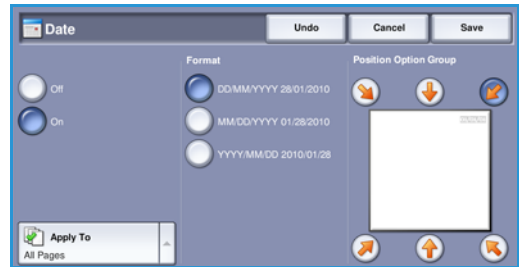 Date
Undo
Cancel
Save
Format
Position Option Group
Off
On
DD/MM/YYYY 28/01/2010
MM/DD/YYYY 01/28/2010
YYYY/MM/DD 2010/01/28
Apply To
All Pages